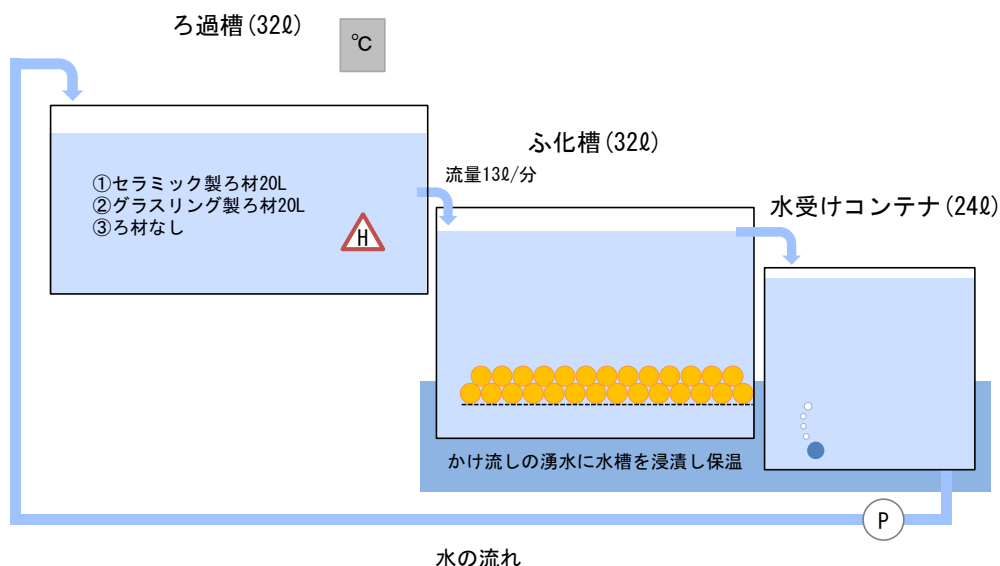 ろ過槽(32ℓ)
℃
ふ化槽(32ℓ)
流量13ℓ/分
①セラミック製ろ材20L
②グラスリング製ろ材20L
③ろ材なし
H
水受けコンテナ(24ℓ)
かけ流しの湧水に水槽を浸漬し保温
P
水の流れ